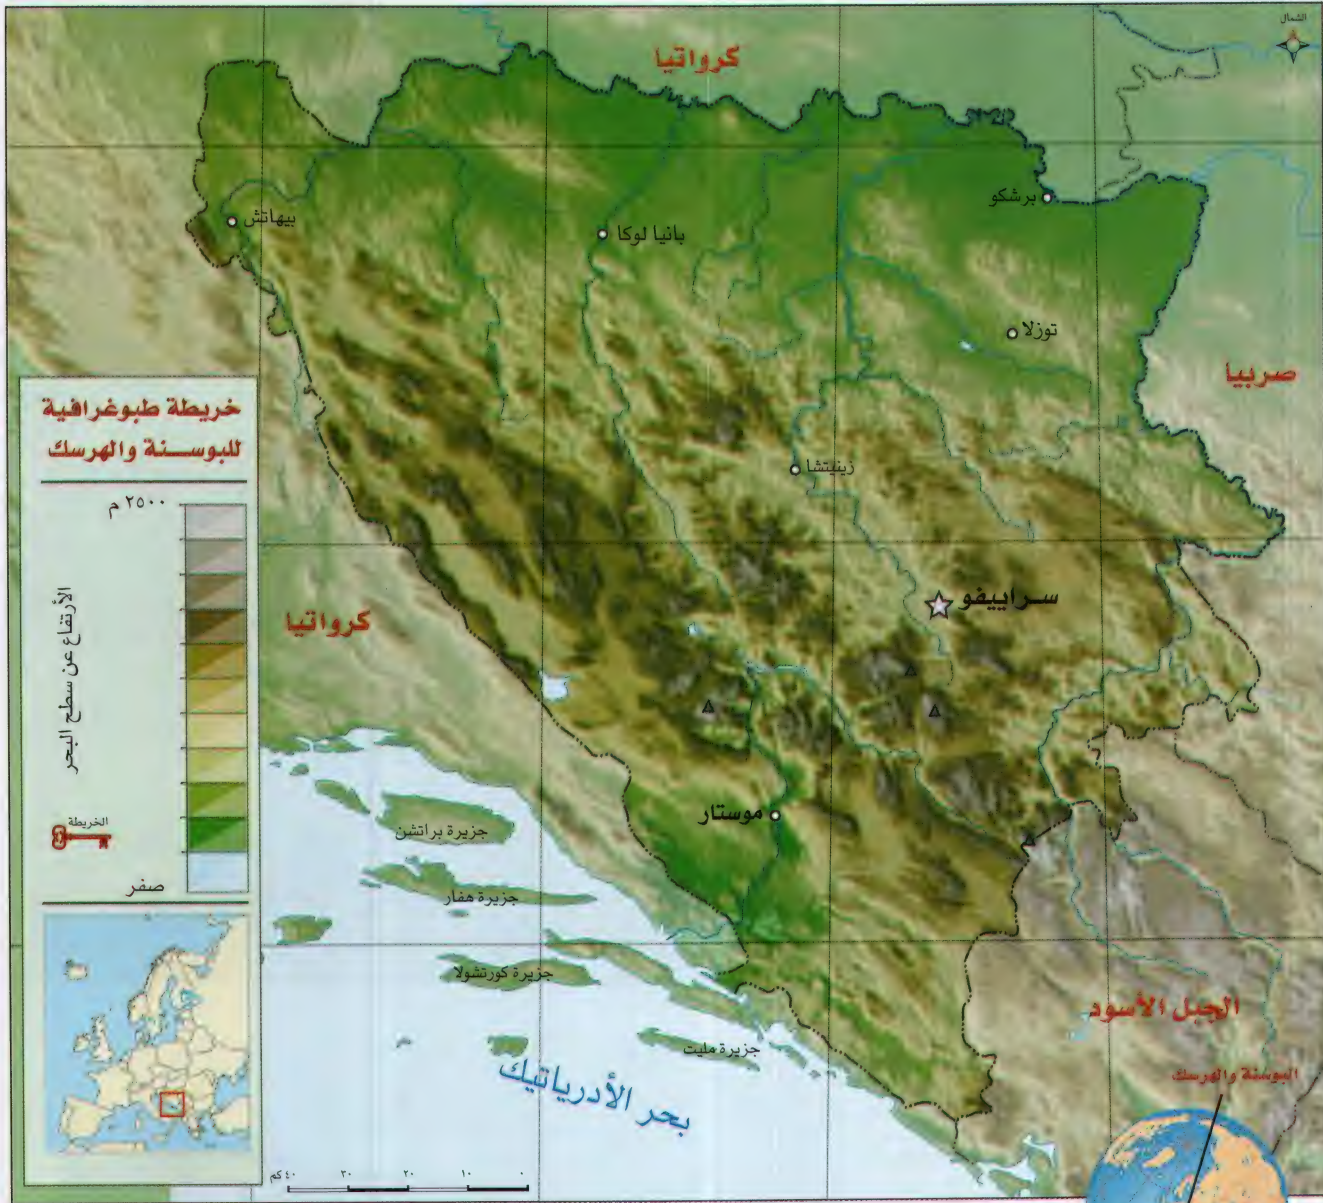 الشمال
كرواتيا
برشكو
بيهاتش
بانيا لوكا
توزلا
صربيا
خريطة طبوغرافية
للبوسنة والهرسك
٢٥٠٠ م
الأرتفاع عن سطح البحر
الخريطة
صفر
زينيتشا
سراييفو
كرواتيا
موستار
جزيرة براتشن
جزيرة هفار
جزيرة كورتشولا
جزيرة مليت
بحر الأدرياتيك
الجبل الأسود
البوسنة والهرسك
٤٠ كم ٣٠ ٢٠ ١٠ ٠